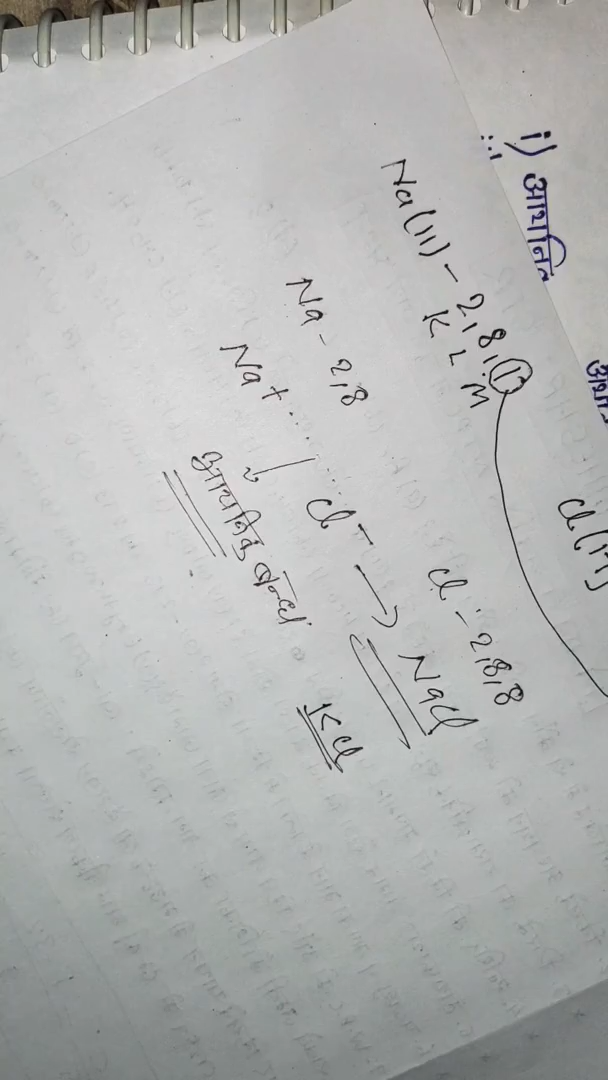 i) आयनिक
Cl(17)
Na(11) - 2,8,1
K L M
Na - 2,8
Cl - 2,8,8
Na+ ...... Cl- → NaCl
आयनिक बन्ध
KCl